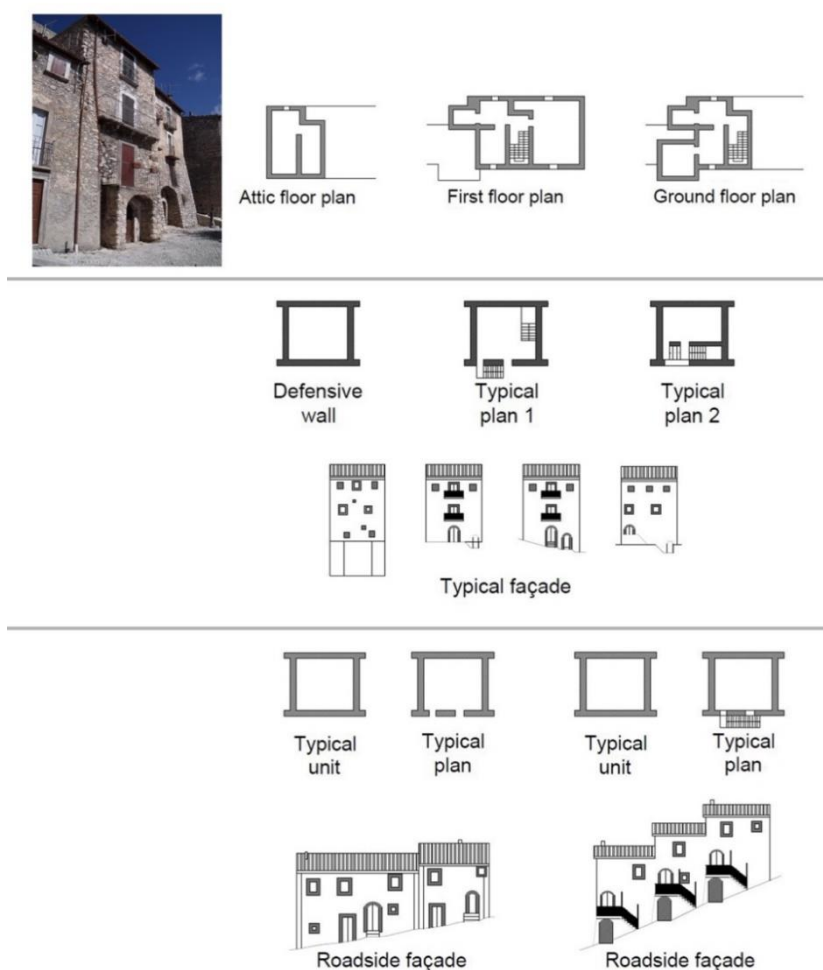 Attic floor plan
First floor plan
Ground floor plan
Defensive
wall
Typical
plan 1
Typical
plan 2
Typical façade
Typical
unit
Typical
plan
Typical
unit
Typical
plan
Roadside façade
Roadside façade